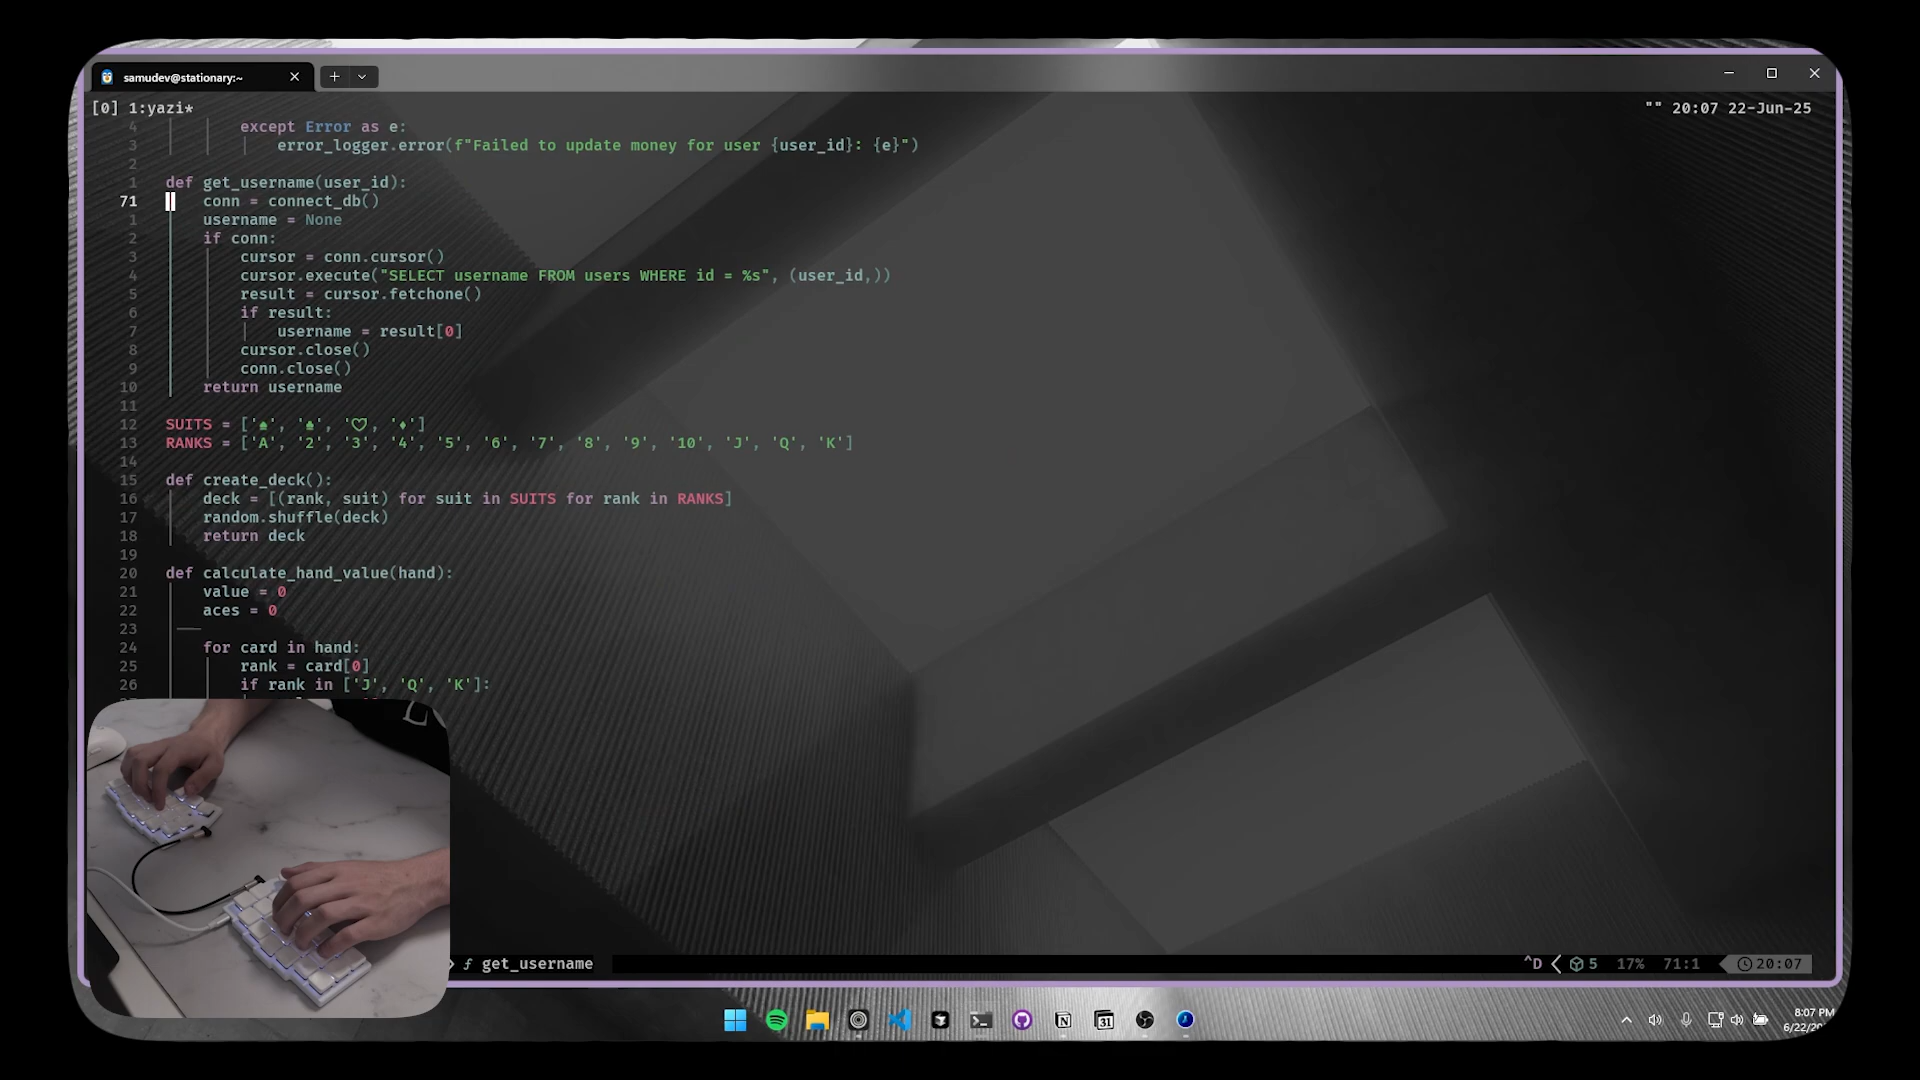 samudev@stationary:~
[0] 1:yazi*
"" 20:07 22-Jun-25
4 except Error as e:
3 error_logger.error(f"Failed to update money for user {user_id}: {e}")
2
1 def get_username(user_id):
71 conn = connect_db()
1 username = None
2 if conn:
3 cursor = conn.cursor()
4 cursor.execute("SELECT username FROM users WHERE id = %s", (user_id,))
5 result = cursor.fetchone()
6 if result:
7 username = result[0]
8 cursor.close()
9 conn.close()
10 return username
11
12 SUITS = ['♠', '♣', '♡, '♦']
13 RANKS = ['A', '2', '3', '4', '5', '6', '7', '8', '9', '10', 'J', 'Q', 'K']
14
15 def create_deck():
16 deck = [(rank, suit) for suit in SUITS for rank in RANKS]
17 random.shuffle(deck)
18 return deck
19
20 def calculate_hand_value(hand):
21 value = 0
22 aces = 0
23
24 for card in hand:
25 rank = card[0]
26 if rank in ['J', 'Q', 'K']:
f get_username
^D 5 17% 71:1 20:07
31
8:07 PM